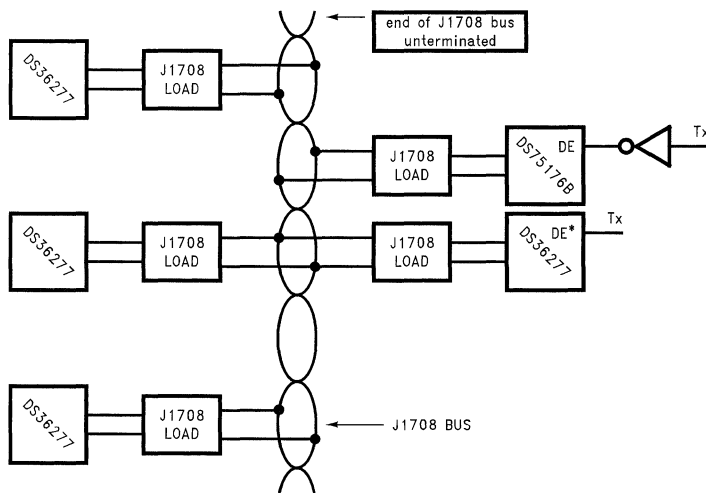 end of J1708 bus
unterminated
DS36277
J1708
LOAD
J1708
LOAD
DS75176B
DE
Tx
DS36277
J1708
LOAD
J1708
LOAD
DS36277
DE*
Tx
DS36277
J1708
LOAD
J1708 BUS